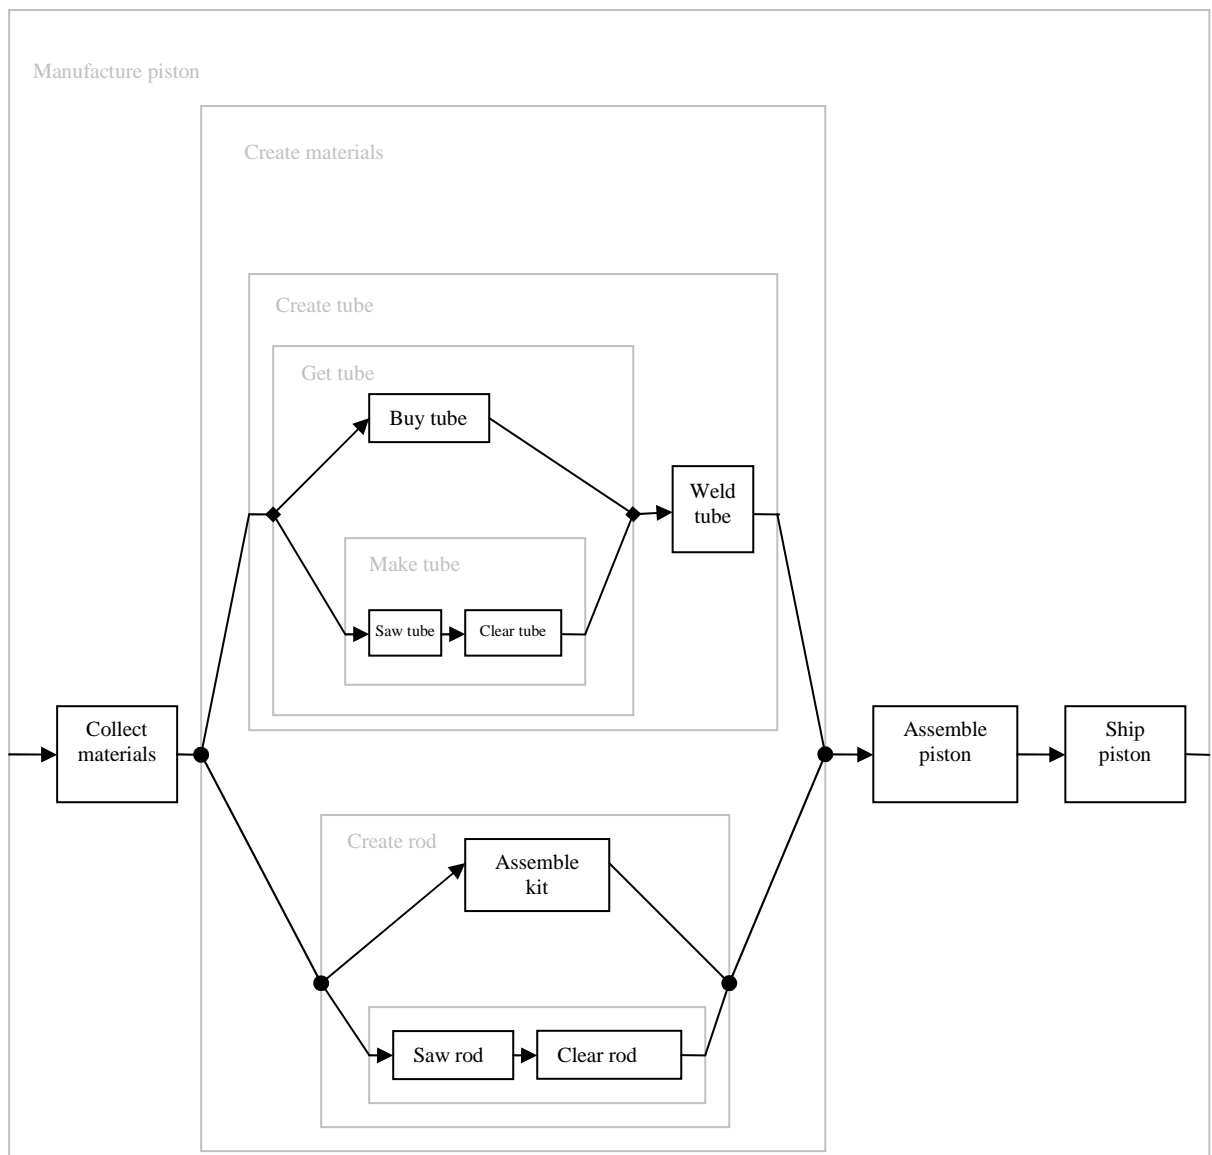 Manufacture piston
Create materials
Create tube
Get tube
Buy tube
Weld
tube
Make tube
Saw tube
Clear tube
Collect
materials
Assemble
piston
Ship
piston
Create rod
Assemble
kit
Saw rod
Clear rod